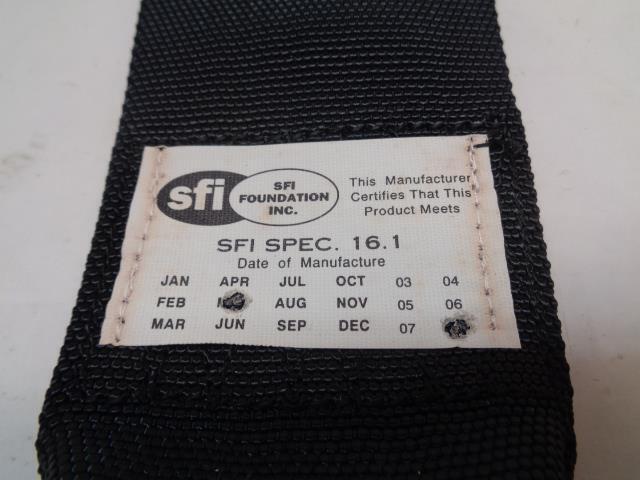 sfi
SFI
FOUNDATION
INC.
This Manufacturer
Certifies That This
Product Meets
SFI SPEC. 16.1
Date of Manufacture
JAN APR JUL OCT 03 04
FEB AUG NOV 05 06
MAR JUN SEP DEC 07